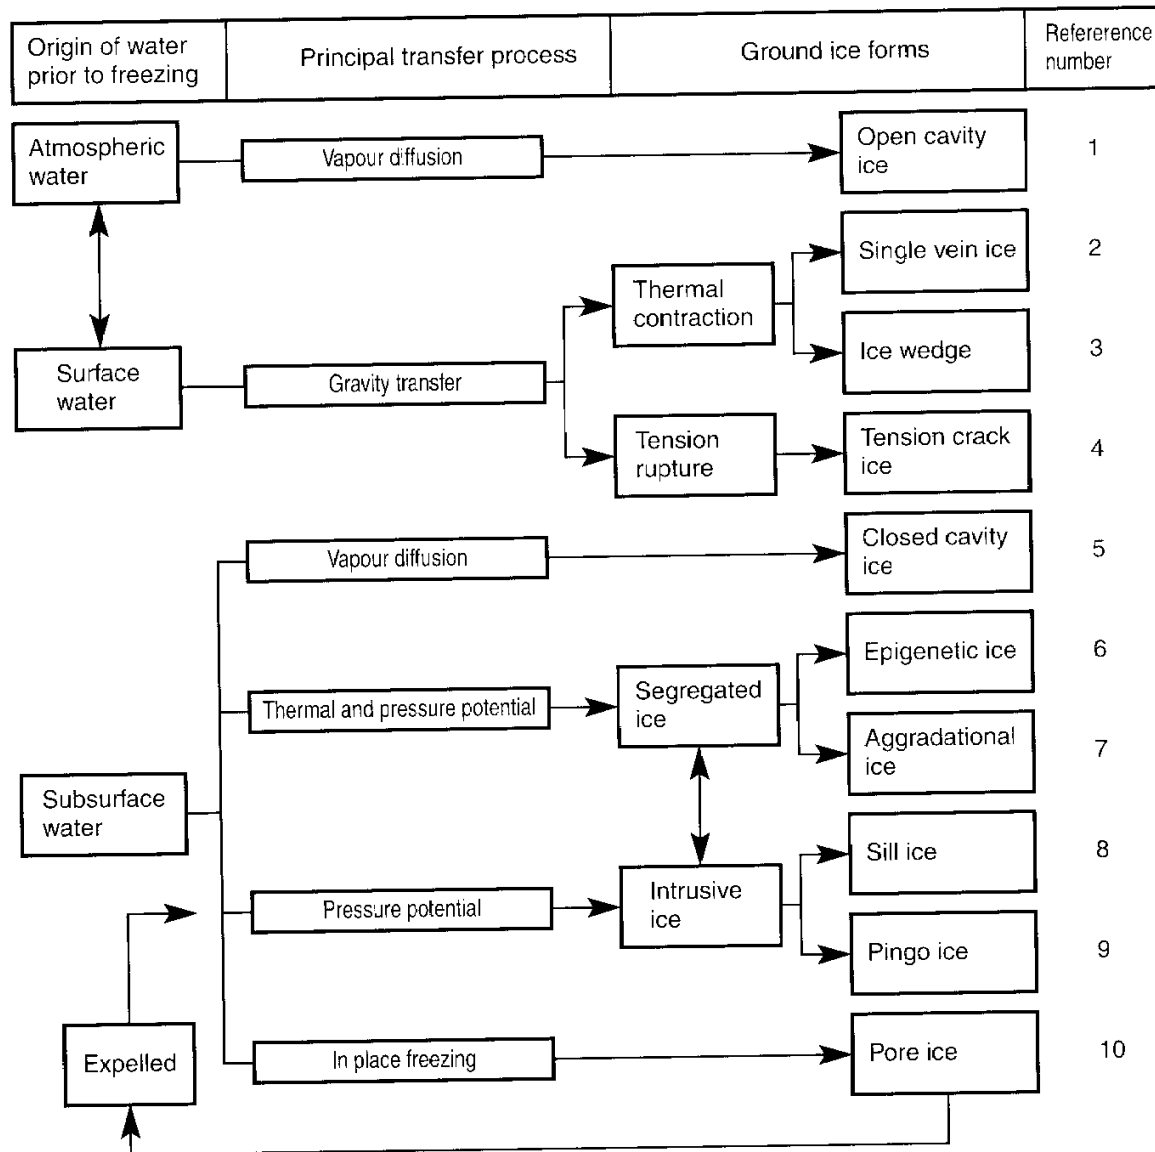 Origin of water
prior to freezing
Principal transfer process
Ground ice forms
Refererence
number
Atmospheric
water
Vapour diffusion
Open cavity
ice
1
Single vein ice
2
Thermal
contraction
Ice wedge
3
Surface
water
Gravity transfer
Tension
rupture
Tension crack
ice
4
Vapour diffusion
Closed cavity
ice
5
Epigenetic ice
6
Thermal and pressure potential
Segregated
ice
Aggradational
ice
7
Subsurface
water
Sill ice
8
Pressure potential
Intrusive
ice
Pingo ice
9
Expelled
In place freezing
Pore ice
10